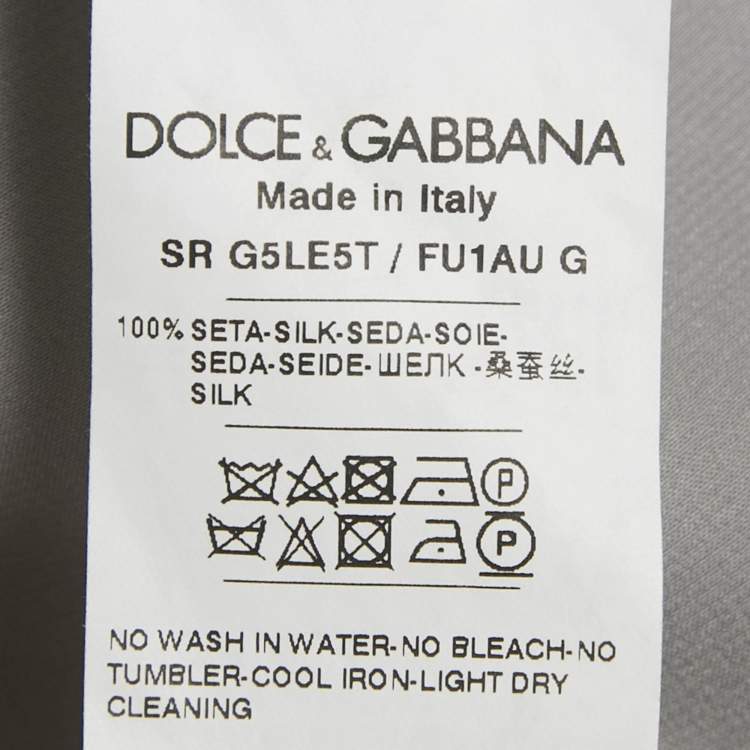 DOLCE & GABBANA
Made in Italy
SR G5LE5T / FU1AU G
100% SETA-SILK-SEDA-SOIE-
SEDA-SEIDE-ШЕЛК -桑蚕丝-
SILK
P
P
NO WASH IN WATER-NO BLEACH-NO
TUMBLER-COOL IRON-LIGHT DRY
CLEANING